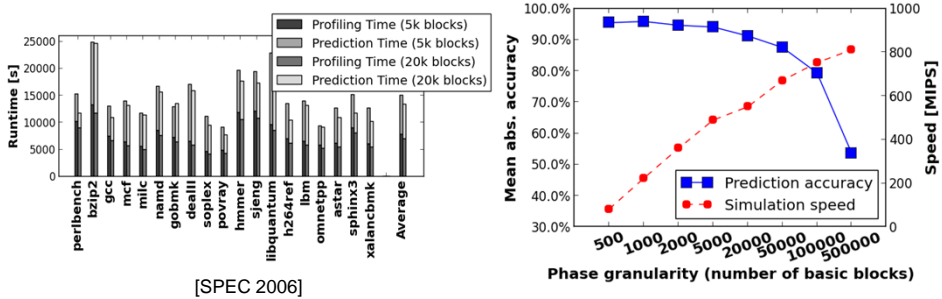 Profiling Time (5k blocks)
Prediction Time (5k blocks)
Profiling Time (20k blocks)
Prediction Time (20k blocks)
Runtime [s]
25000
20000
15000
10000
5000
0
perlbench
bzip2
gcc
mcf
milc
namd
gobmk
dealII
soplex
povray
hmmer
sjeng
libquantum
h264ref
lbm
omnetpp
astar
sphinx3
xalancbmk
Average
[SPEC 2006]
Mean abs. accuracy
100.0%
90.0%
80.0%
70.0%
60.0%
50.0%
40.0%
30.0%
Prediction accuracy
Simulation speed
1000
800
600
400
200
0
Speed [MIPS]
500
1000
2000
5000
20000
50000
100000
500000
Phase granularity (number of basic blocks)